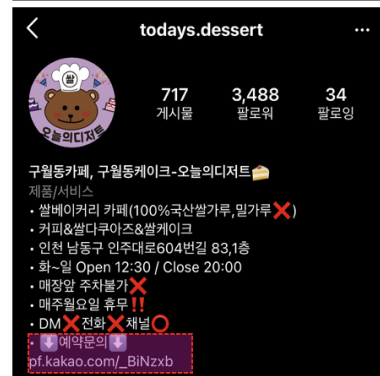 todays.dessert
쌀
오늘의디저트
717 3,488 34
게시물 팔로워 팔로잉
구월동카페, 구월동케이크-오늘의디저트🍰
제품/서비스
• 쌀베이커리 카페(100%국산쌀가루,밀가루❌)
• 커피&쌀다쿠아즈&쌀케이크
• 인천 남동구 인주대로604번길 83,1층
• 화~일 Open 12:30 / Close 20:00
• 매장앞 주차불가❌
• 매주월요일 휴무‼️
• DM❌전화❌채널⭕
• ⬇️예약문의⬇️
pf.kakao.com/_BiNzxb